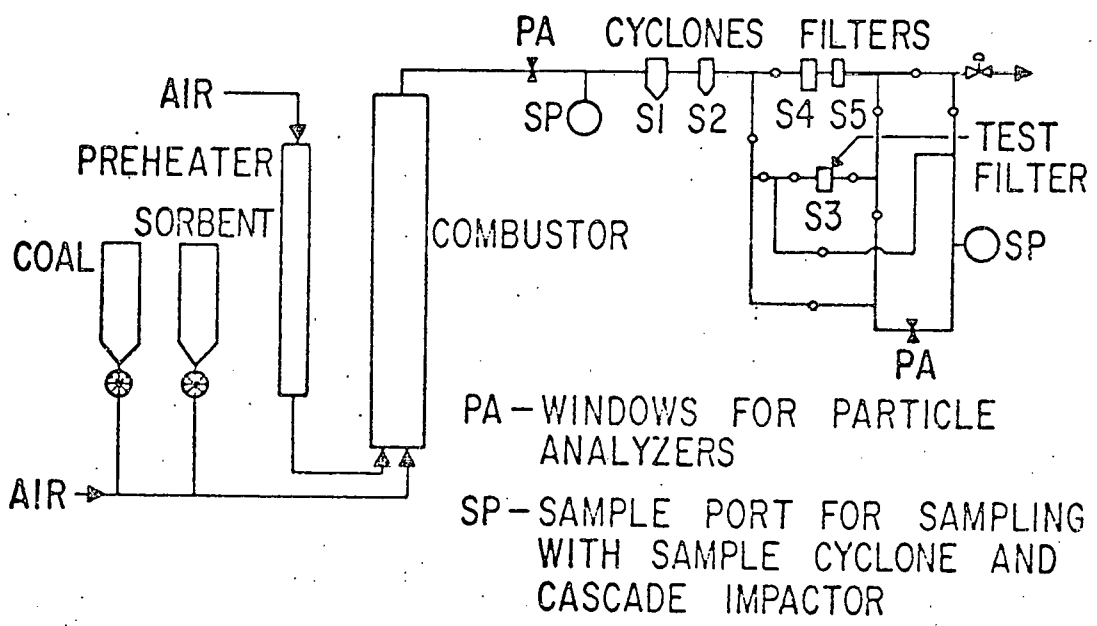 PA CYCLONES FILTERS
AIR
SP S1 S2 S4 S5
PREHEATER
TEST
FILTER
SORBENT
S3
COAL
COMBUSTOR
SP
PA
PA – WINDOWS FOR PARTICLE
ANALYZERS
AIR
SP – SAMPLE PORT FOR SAMPLING
WITH SAMPLE CYCLONE AND
CASCADE IMPACTOR